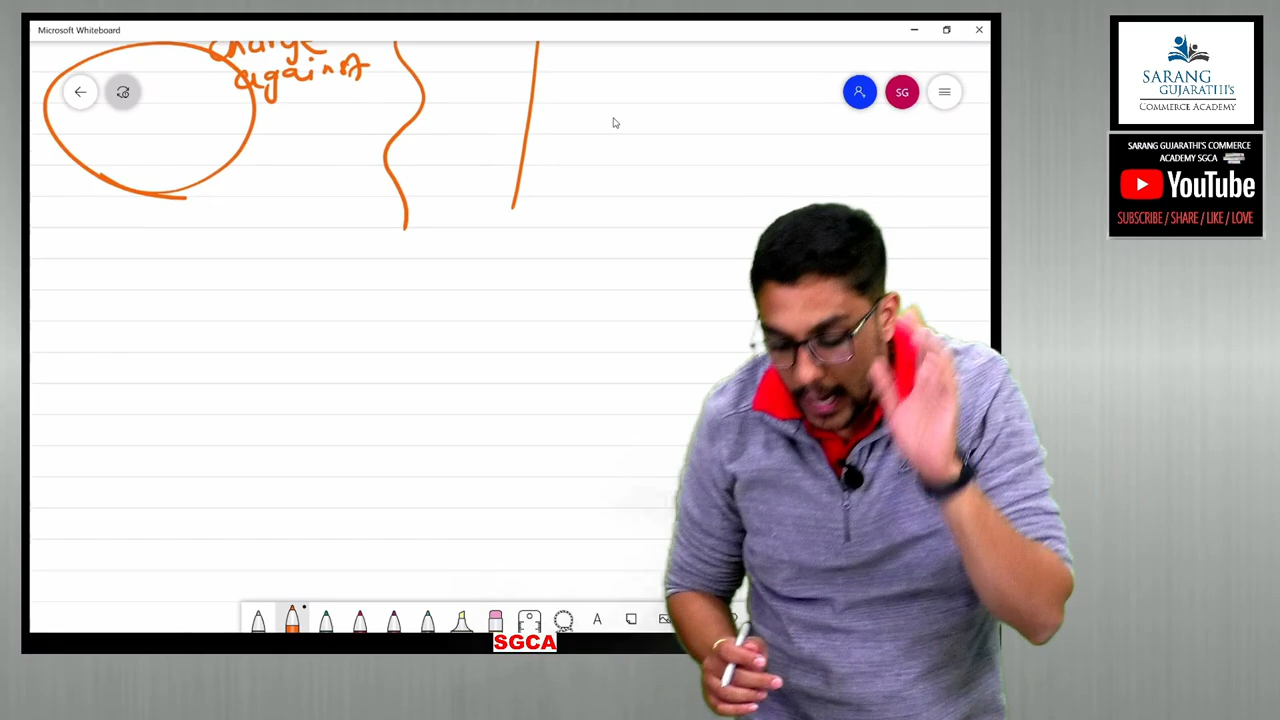 Microsoft Whiteboard
charge
against
SG
SARANG
GUJARATHI'S
COMMERCE ACADEMY
SARANG GUJARATHI'S COMMERCE
ACADEMY SGCA
YouTube
SUBSCRIBE / SHARE / LIKE / LOVE
A
SGCA